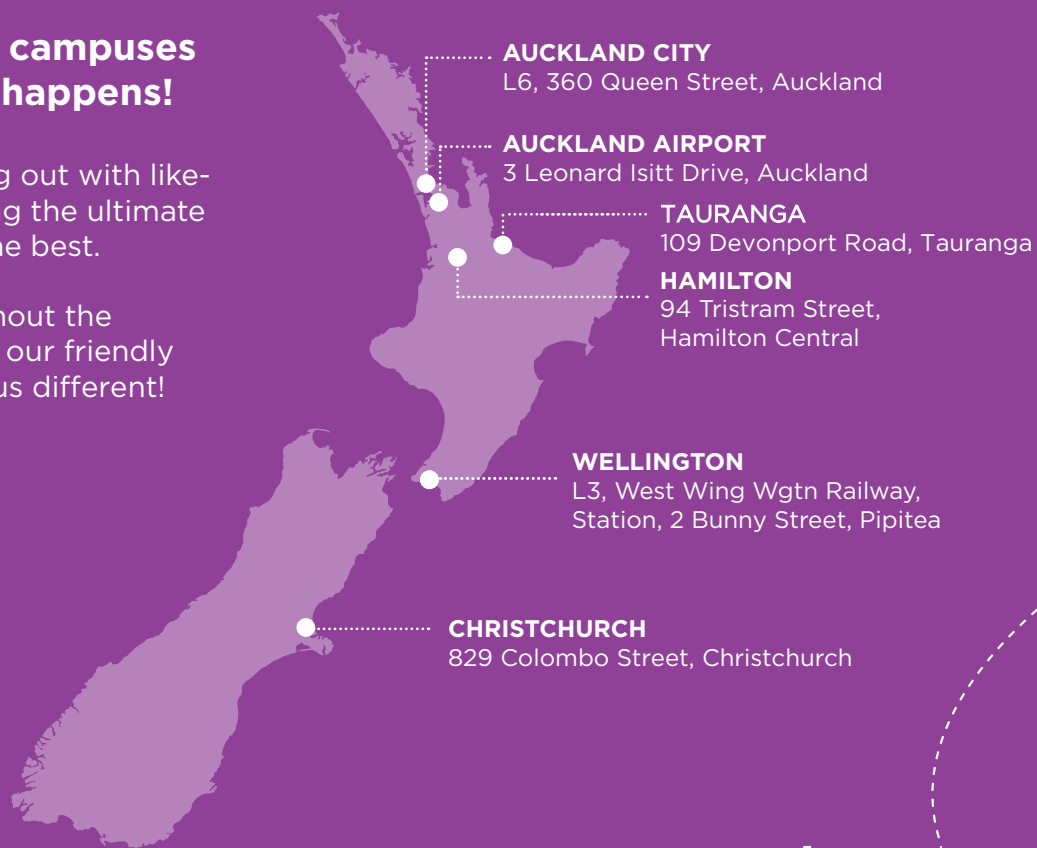 campuses
happens!
g out with like-
g the ultimate
e best.
hout the
our friendly
us different!
AUCKLAND CITY
L6, 360 Queen Street, Auckland
AUCKLAND AIRPORT
3 Leonard Isitt Drive, Auckland
TAURANGA
109 Devonport Road, Tauranga
HAMILTON
94 Tristram Street,
Hamilton Central
WELLINGTON
L3, West Wing Wgtn Railway,
Station, 2 Bunny Street, Pipitea
CHRISTCHURCH
829 Colombo Street, Christchurch